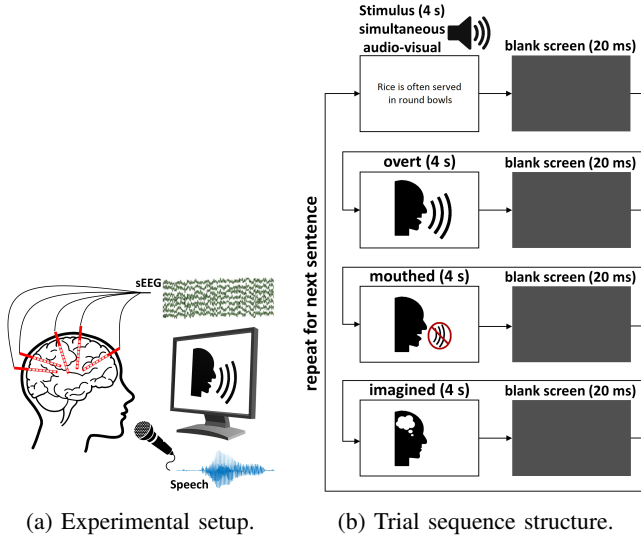 Stimulus (4 s)
simultaneous
audio-visual
blank screen (20 ms)
Rice is often served
in round bowls
overt (4 s)
blank screen (20 ms)
mouthed (4 s)
blank screen (20 ms)
imagined (4 s)
blank screen (20 ms)
repeat for next sentence
sEEG
Speech
(a) Experimental setup.
(b) Trial sequence structure.